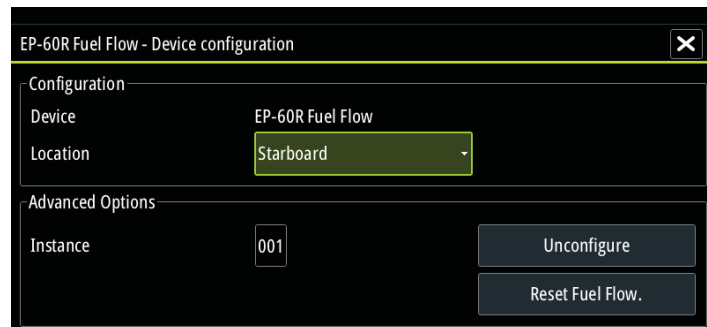 EP-60R Fuel Flow - Device configuration
Configuration
Device EP-60R Fuel Flow
Location Starboard
Advanced Options
Instance 001 Unconfigure
Reset Fuel Flow.